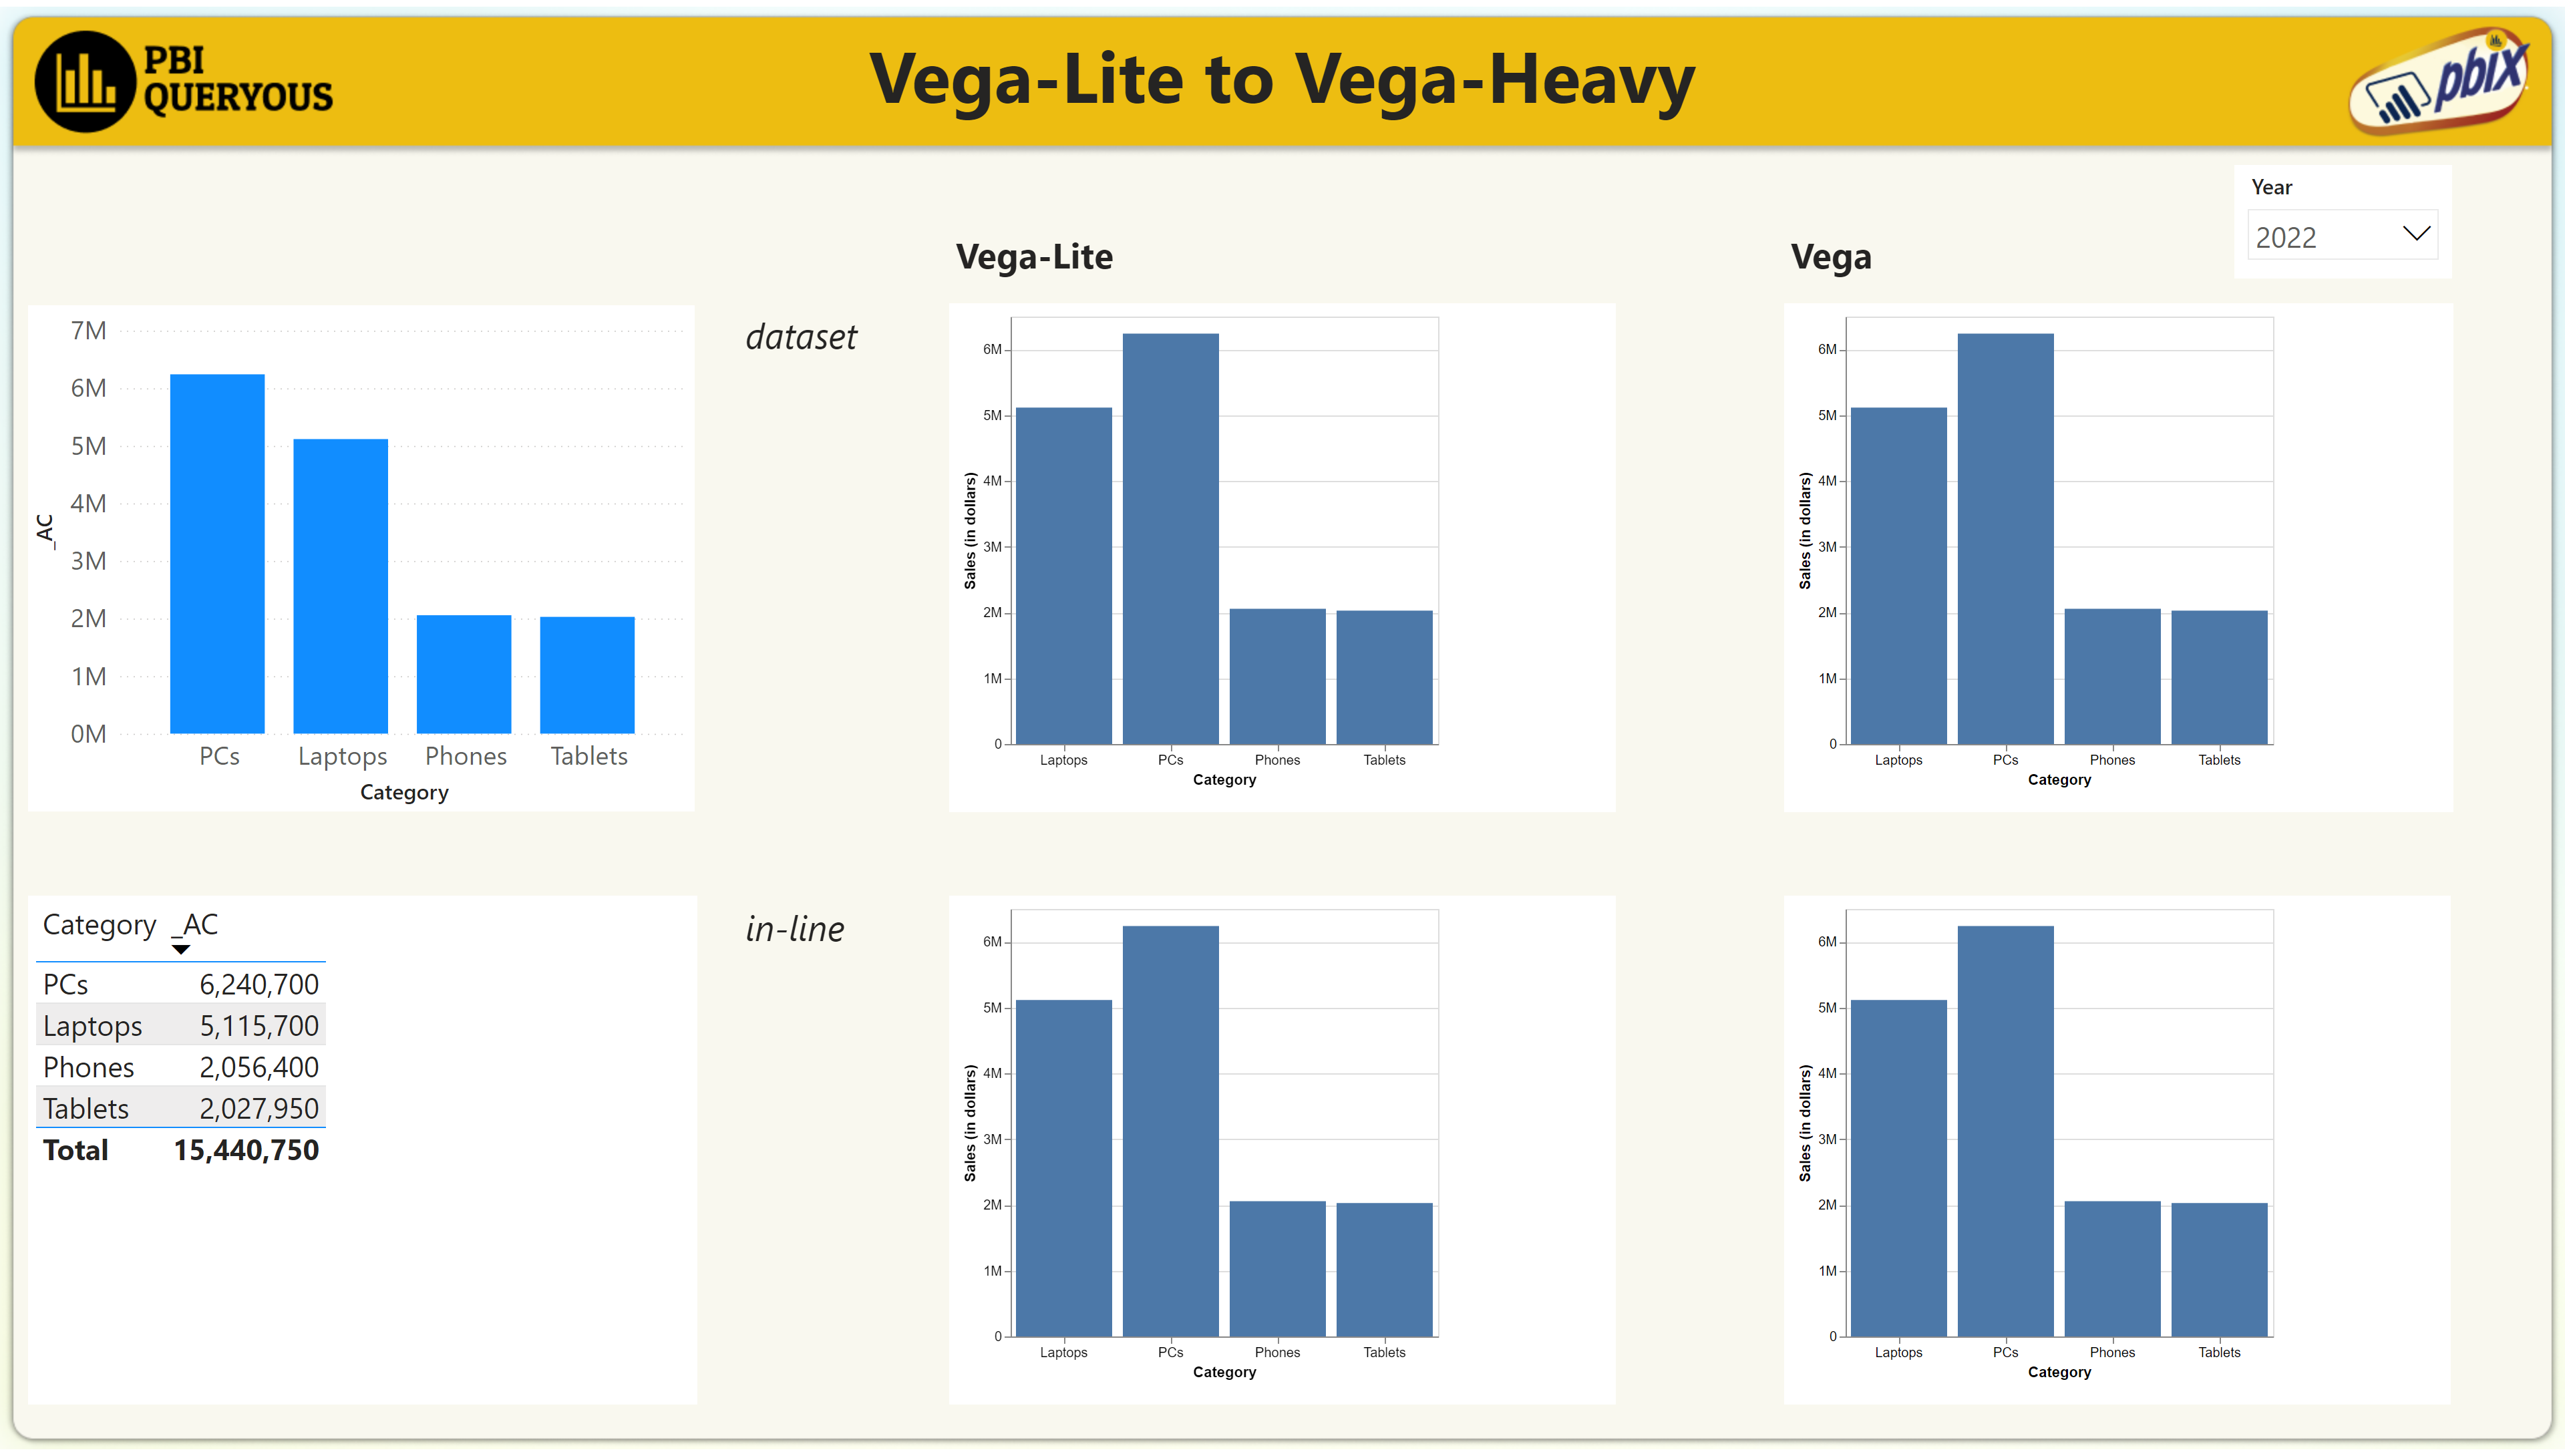 PBI
QUERYOUS
Vega-Lite to Vega-Heavy
pbix
Year
2022
Vega-Lite
Vega
7M
6M
5M
4M
3M
2M
1M
0M
_AC
PCs Laptops Phones Tablets
Category
dataset
6M
5M
4M
3M
2M
1M
0
Sales (in dollars)
Laptops PCs Phones Tablets
Category
6M
5M
4M
3M
2M
1M
0
Sales (in dollars)
Laptops PCs Phones Tablets
Category
Category _AC
PCs 6,240,700
Laptops 5,115,700
Phones 2,056,400
Tablets 2,027,950
Total 15,440,750
in-line
6M
5M
4M
3M
2M
1M
0
Sales (in dollars)
Laptops PCs Phones Tablets
Category
6M
5M
4M
3M
2M
1M
0
Sales (in dollars)
Laptops PCs Phones Tablets
Category